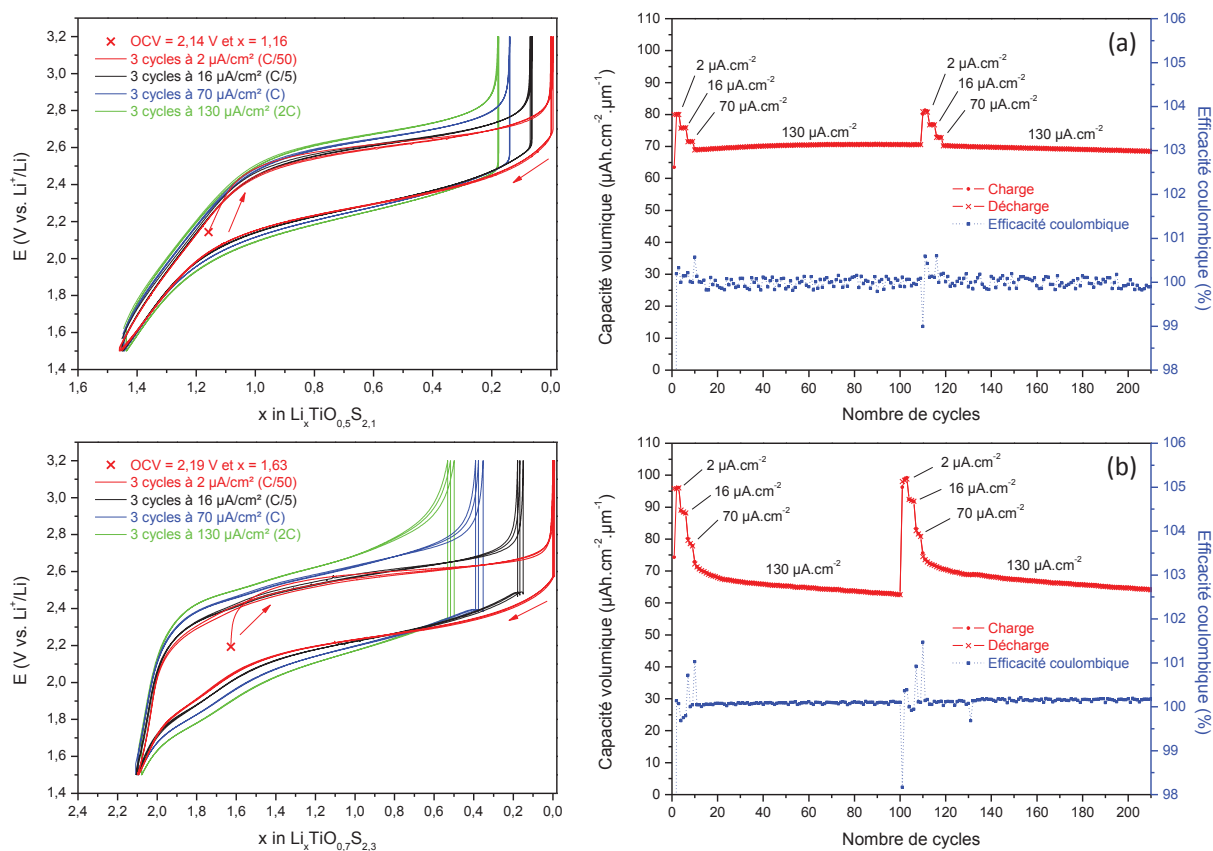 OCV = 2,14 V et x = 1,16
3 cycles à 2 µA/cm² (C/50)
3 cycles à 16 µA/cm² (C/5)
3 cycles à 70 µA/cm² (C)
3 cycles à 130 µA/cm² (2C)
E (V vs. Li⁺/Li)
3,2
3,0
2,8
2,6
2,4
2,2
2,0
1,8
1,6
1,4
1,6 1,4 1,2 1,0 0,8 0,6 0,4 0,2 0,0
x in LiₓTiO₀,₅S₂,₁
(a)
2 µA.cm⁻²
16 µA.cm⁻²
70 µA.cm⁻²
130 µA.cm⁻²
2 µA.cm⁻²
16 µA.cm⁻²
70 µA.cm⁻²
130 µA.cm⁻²
Charge
Décharge
Efficacité coulombique
Capacité volumique (µAh.cm⁻².µm⁻¹)
110
100
90
80
70
60
50
40
30
20
10
0
0 20 40 60 80 100 120 140 160 180 200
Nombre de cycles
106
105
104
103
102
101
100
99
98
Efficacité coulombique (%)
OCV = 2,19 V et x = 1,63
3 cycles à 2 µA/cm² (C/50)
3 cycles à 16 µA/cm² (C/5)
3 cycles à 70 µA/cm² (C)
3 cycles à 130 µA/cm² (2C)
E (V vs. Li⁺/Li)
3,2
3,0
2,8
2,6
2,4
2,2
2,0
1,8
1,6
1,4
2,4 2,2 2,0 1,8 1,6 1,4 1,2 1,0 0,8 0,6 0,4 0,2 0,0
x in LiₓTiO₀,₇S₂,₃
(b)
2 µA.cm⁻²
16 µA.cm⁻²
70 µA.cm⁻²
130 µA.cm⁻²
2 µA.cm⁻²
16 µA.cm⁻²
70 µA.cm⁻²
130 µA.cm⁻²
Charge
Décharge
Efficacité coulombique
Capacité volumique (µAh.cm⁻².µm⁻¹)
110
100
90
80
70
60
50
40
30
20
10
0
0 20 40 60 80 100 120 140 160 180 200
Nombre de cycles
106
105
104
103
102
101
100
99
98
Efficacité coulombique (%)